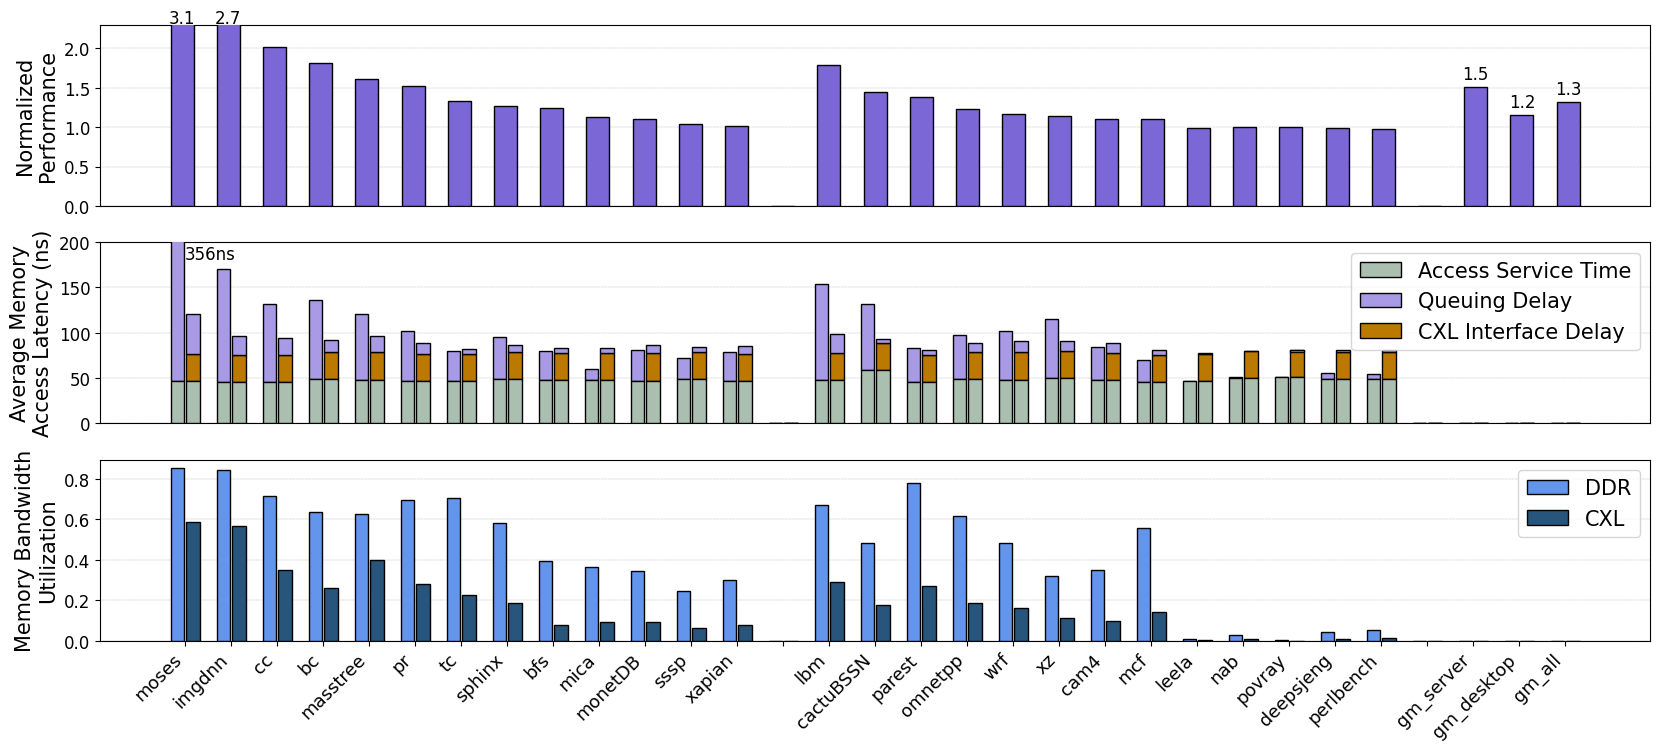 Normalized
Performance
2.0
1.5
1.0
0.5
0.0
3.1
2.7
1.5
1.2
1.3
Average Memory
Access Latency (ns)
200
150
100
50
0
356ns
Access Service Time
Queuing Delay
CXL Interface Delay
Memory Bandwidth
Utilization
0.8
0.6
0.4
0.2
0.0
DDR
CXL
moses
imgdnn
cc
bc
masstree
pr
tc
sphinx
bfs
mica
monetDB
sssp
xapian
lbm
cactuBSSN
parest
omnetpp
wrf
xz
cam4
mcf
leela
nab
povray
deepsjeng
perlbench
gm_server
gm_desktop
gm_all